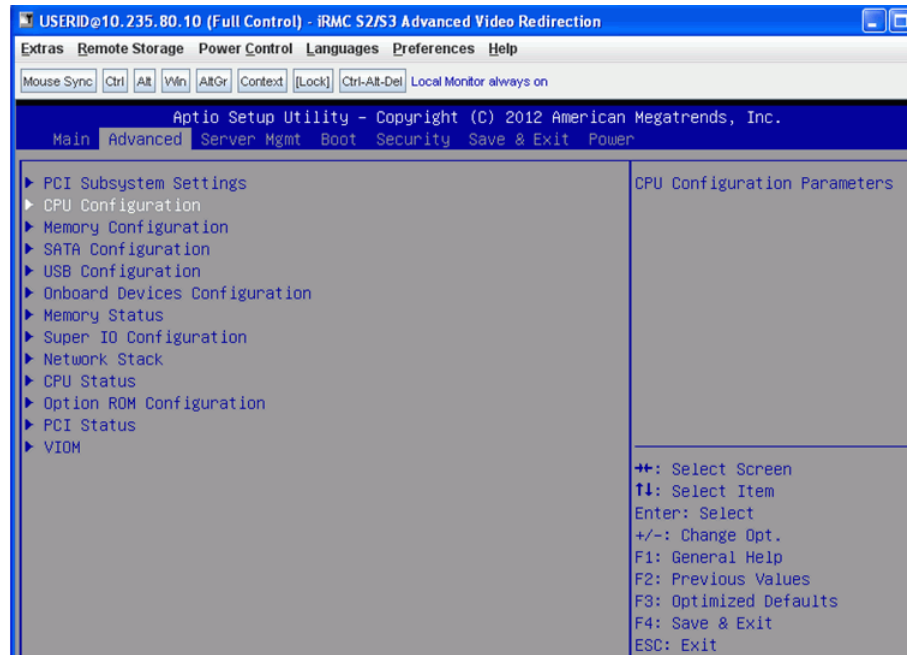 USERID@10.235.80.10 (Full Control) - iRMC S2/S3 Advanced Video Redirection
Extras Remote Storage Power Control Languages Preferences Help
Mouse Sync Ctrl Alt Win AltGr Context [Lock] Ctrl-Alt-Del Local Monitor always on
Aptio Setup Utility – Copyright (C) 2012 American Megatrends, Inc.
Main Advanced Server Mgmt Boot Security Save & Exit Power
PCI Subsystem Settings
CPU Configuration
Memory Configuration
SATA Configuration
USB Configuration
Onboard Devices Configuration
Memory Status
Super IO Configuration
Network Stack
CPU Status
Option ROM Configuration
PCI Status
VIOM
CPU Configuration Parameters
→←: Select Screen
↑↓: Select Item
Enter: Select
+/-: Change Opt.
F1: General Help
F2: Previous Values
F3: Optimized Defaults
F4: Save & Exit
ESC: Exit